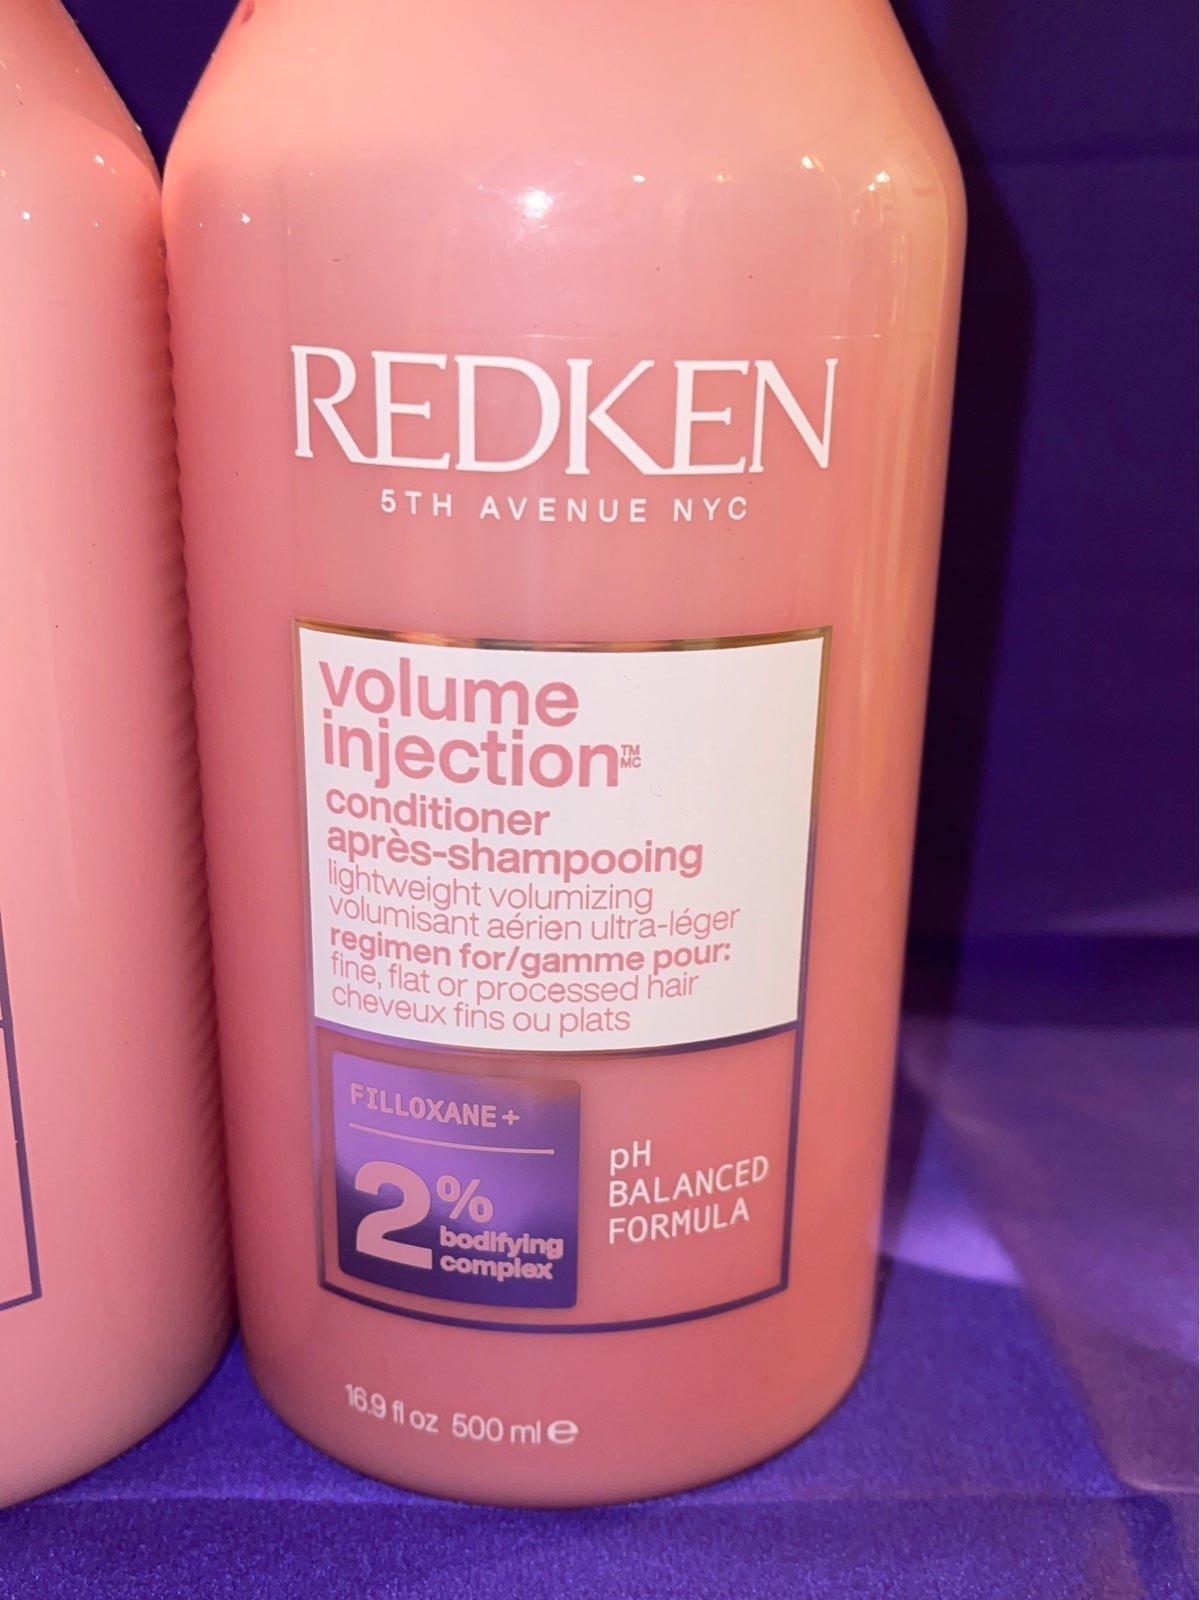 REDKEN
5TH AVENUE NYC
volume
injection™ MC
conditioner
après-shampooing
lightweight volumizing
volumisant aérien ultra-léger
regimen for/gamme pour:
fine, flat or processed hair
cheveux fins ou plats
FILLOXANE+
2%
bodifying
complex
pH
BALANCED
FORMULA
16.9 fl oz 500 ml ℮